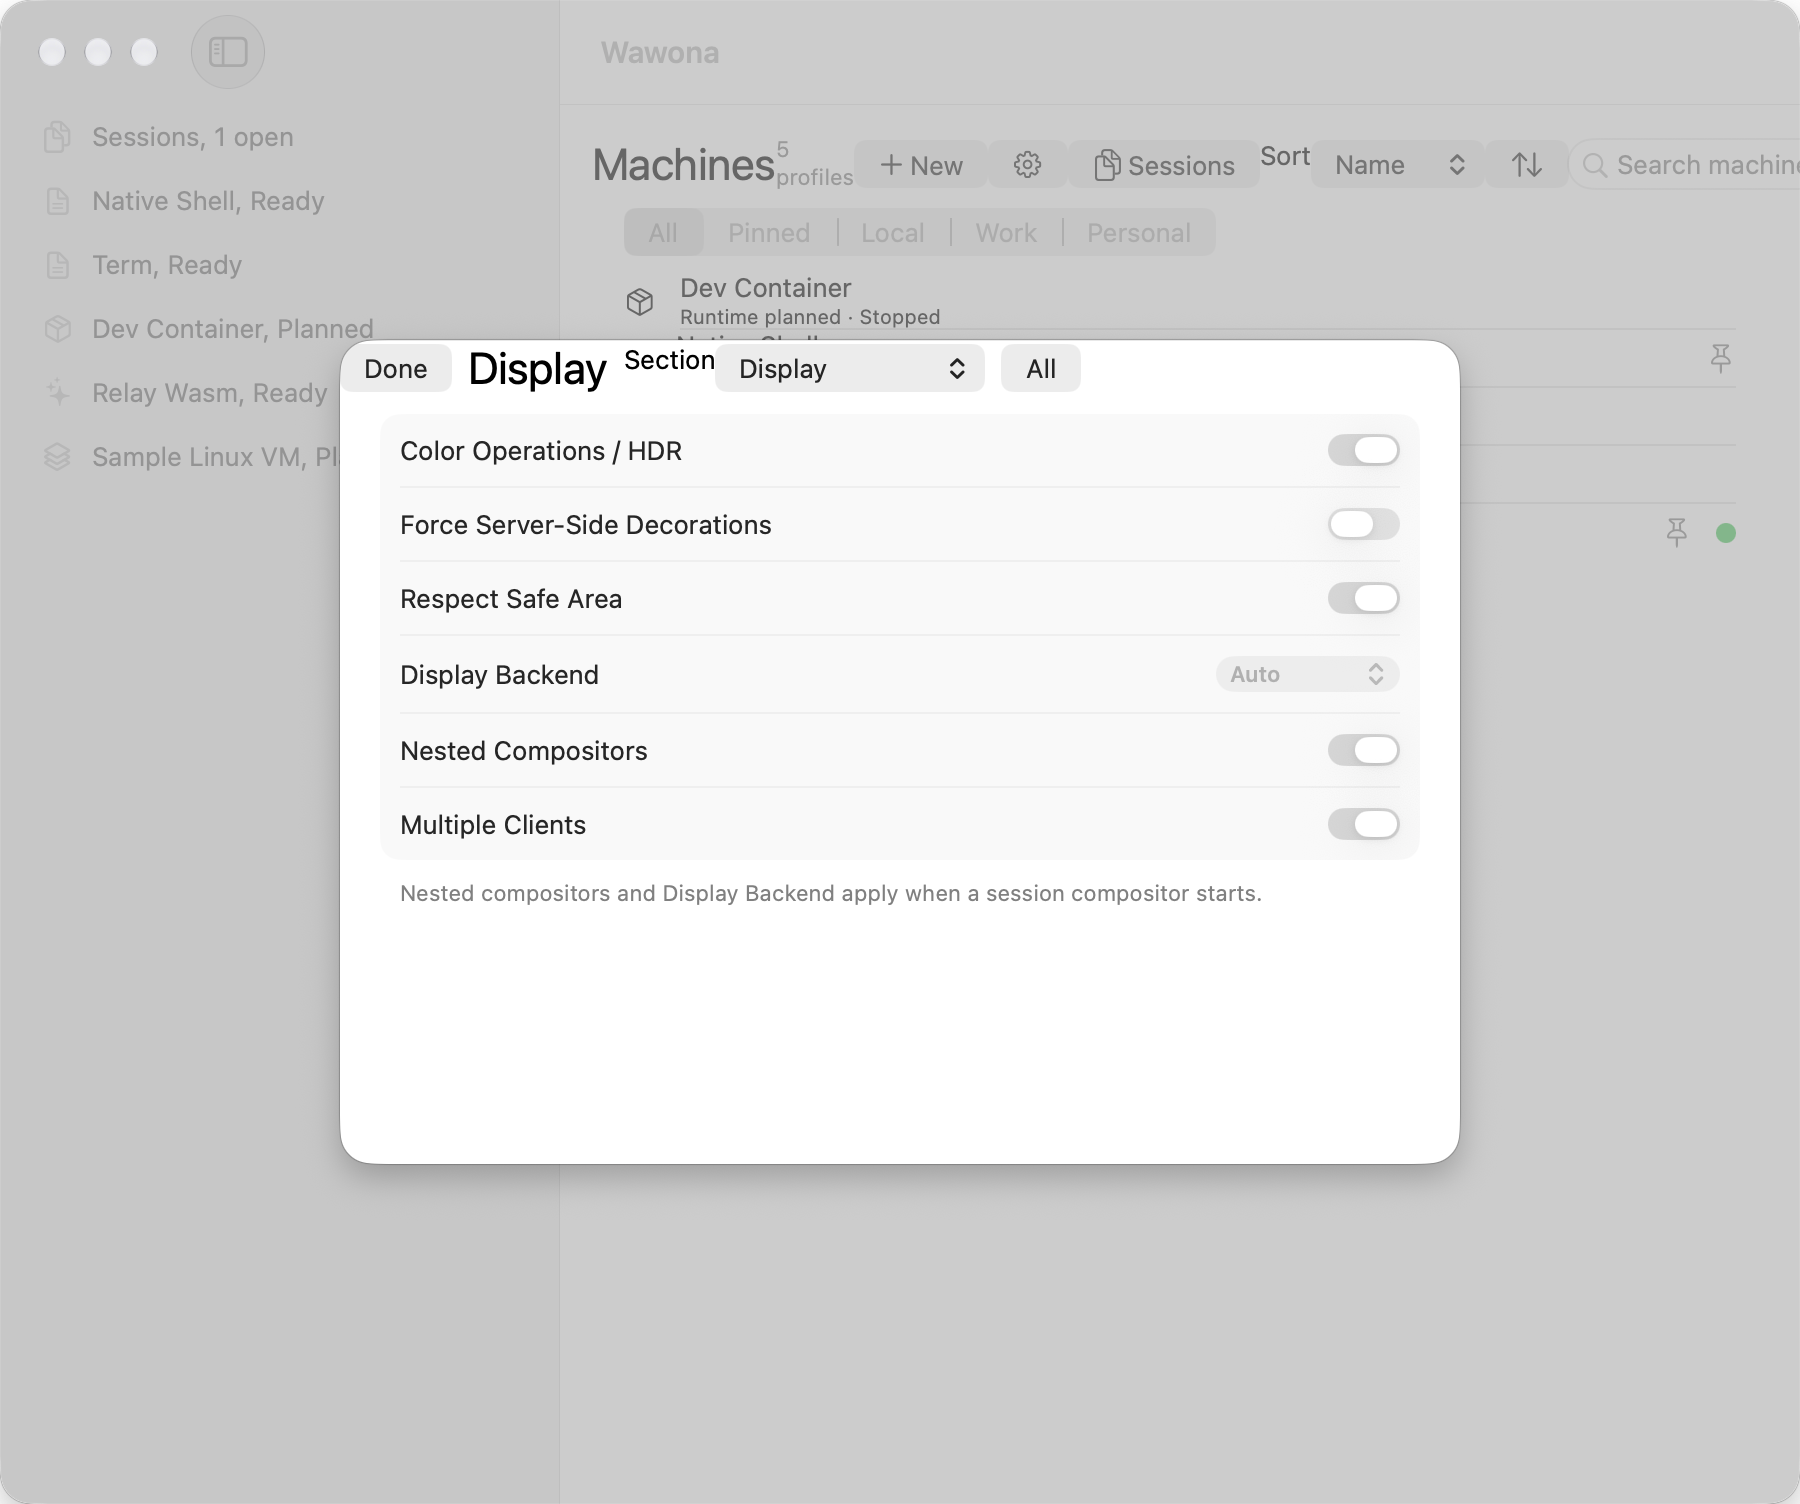 Wawona
Sessions, 1 open
Native Shell, Ready
Term, Ready
Dev Container, Planned
Relay Wasm, Ready
Sample Linux VM,
Machines
5
profiles
New
Sessions
Sort
Name
Search machine
All
Pinned
Local
Work
Personal
Dev Container
Runtime planned · Stopped
Done
Display
Section
Display
All
Color Operations / HDR
Force Server-Side Decorations
Respect Safe Area
Display Backend
Auto
Nested Compositors
Multiple Clients
Nested compositors and Display Backend apply when a session compositor starts.